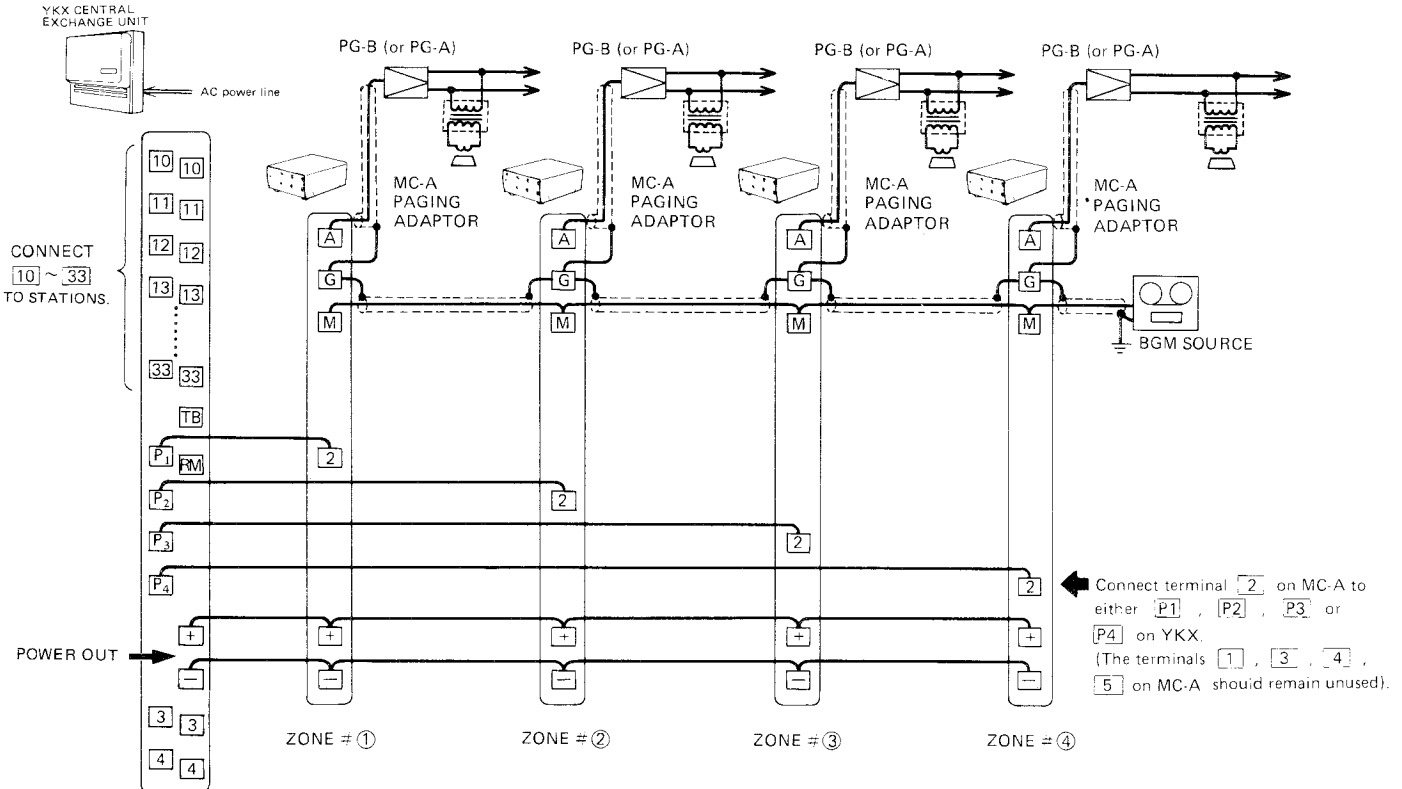 YKX CENTRAL
EXCHANGE UNIT
AC power line
PG-B (or PG-A)
PG-B (or PG-A)
PG-B (or PG-A)
PG-B (or PG-A)
MC-A
PAGING
ADAPTOR
MC-A
PAGING
ADAPTOR
MC-A
PAGING
ADAPTOR
MC-A
PAGING
ADAPTOR
CONNECT
10 ~ 33
TO STATIONS.
10 10
11 11
12 12
13 13
33 33
TB
P1 RM
P2
P3
P4
+
POWER OUT
—
3 3
4 4
A
G
M
2
+
—
ZONE #①
A
G
M
2
+
—
ZONE #②
A
G
M
2
+
—
ZONE #③
A
G
M
2
+
—
ZONE #④
BGM SOURCE
Connect terminal 2 on MC-A to
either P1 , P2 , P3 or
P4 on YKX.
(The terminals 1 , 3 , 4 ,
5 on MC-A should remain unused).